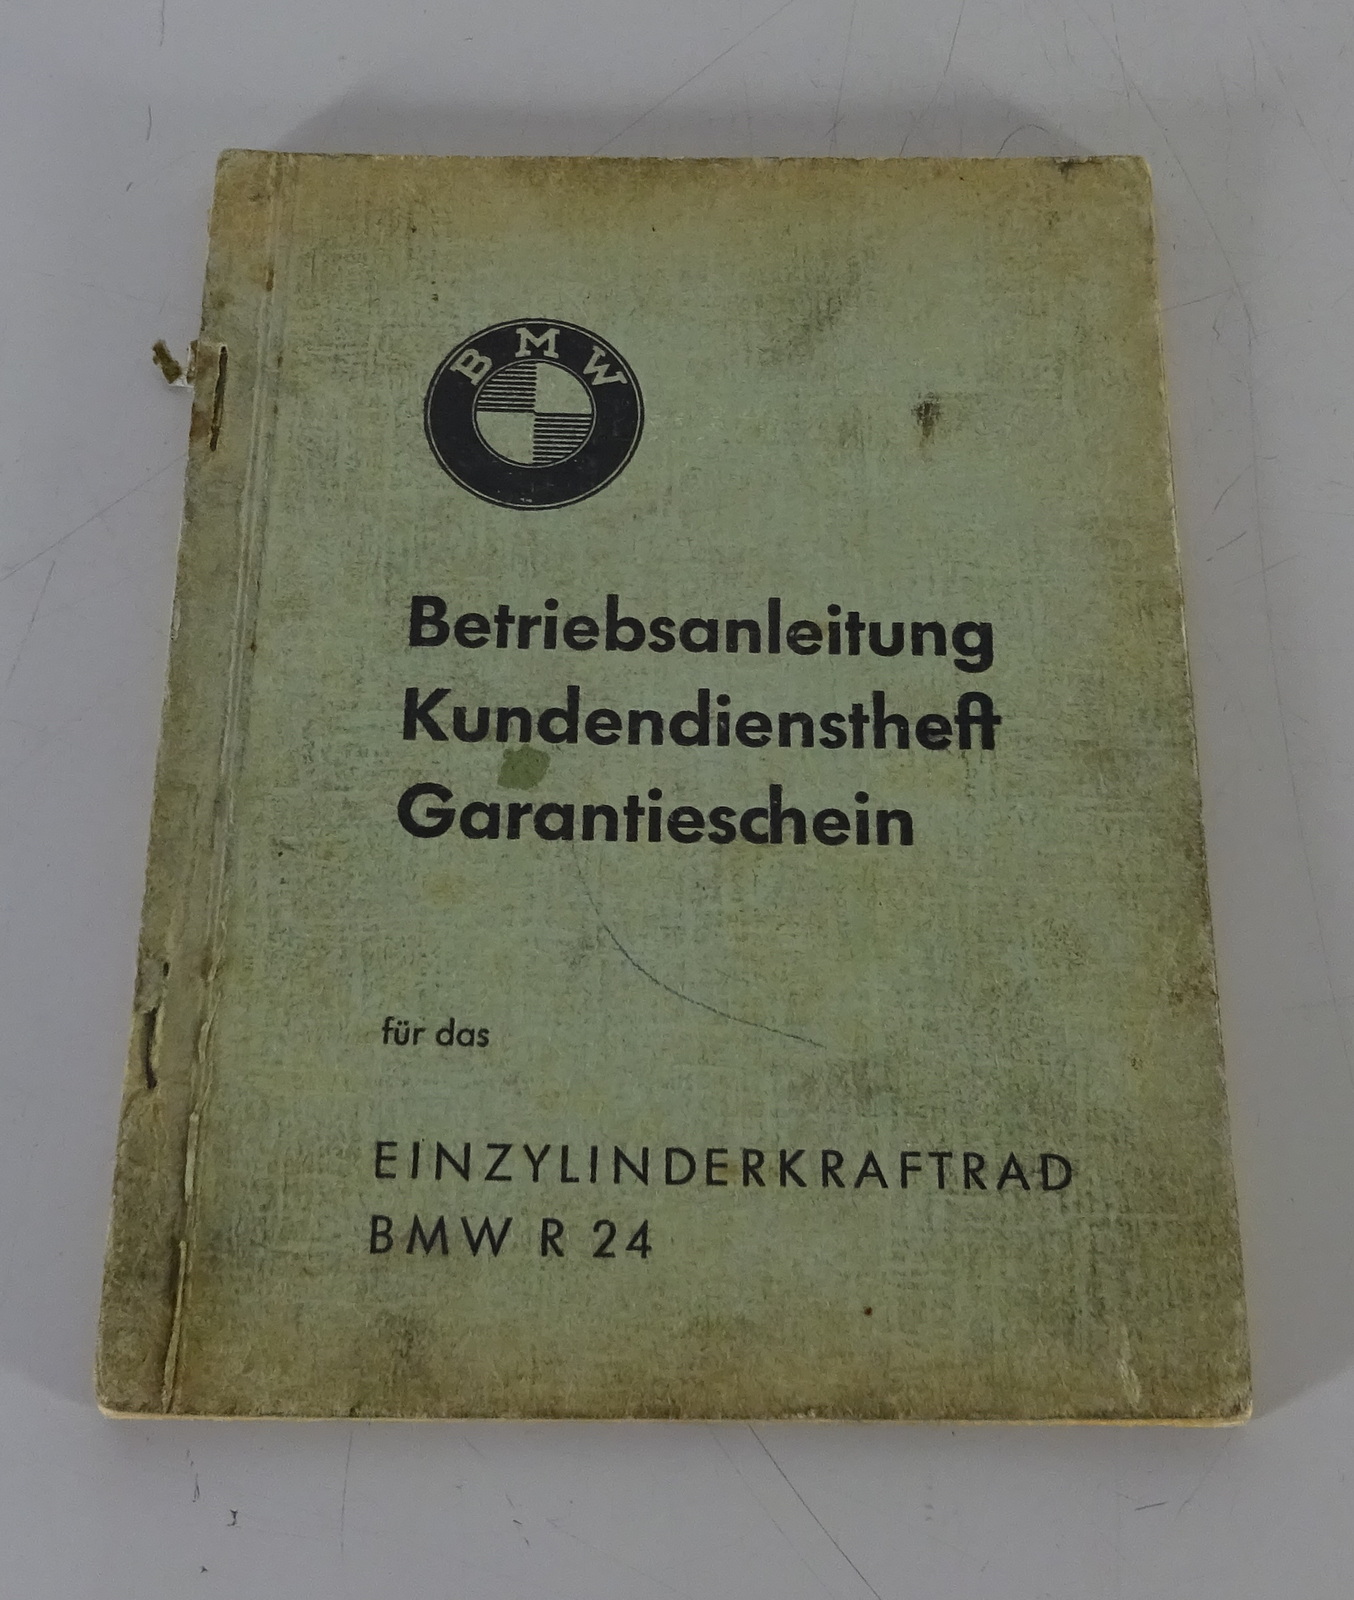 BMW
Betriebsanleitung
Kundendienstheft
Garantieschein
für das
EINZYLINDERKRAFTRAD
BMW R 24